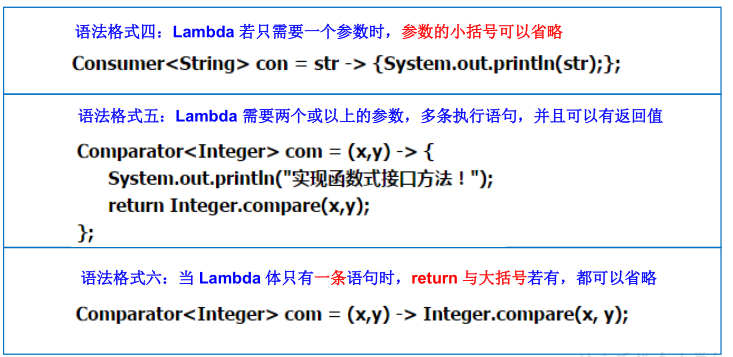 语法格式四：Lambda 若只需要一个参数时，参数的小括号可以省略
Consumer<String> con = str -> {System.out.println(str);};
语法格式五：Lambda 需要两个或以上的参数，多条执行语句，并且可以有返回值
Comparator<Integer> com = (x,y) -> {
System.out.println("实现函数式接口方法！");
return Integer.compare(x,y);
};
语法格式六：当 Lambda 体只有一条语句时，return 与大括号若有，都可以省略
Comparator<Integer> com = (x,y) -> Integer.compare(x, y);